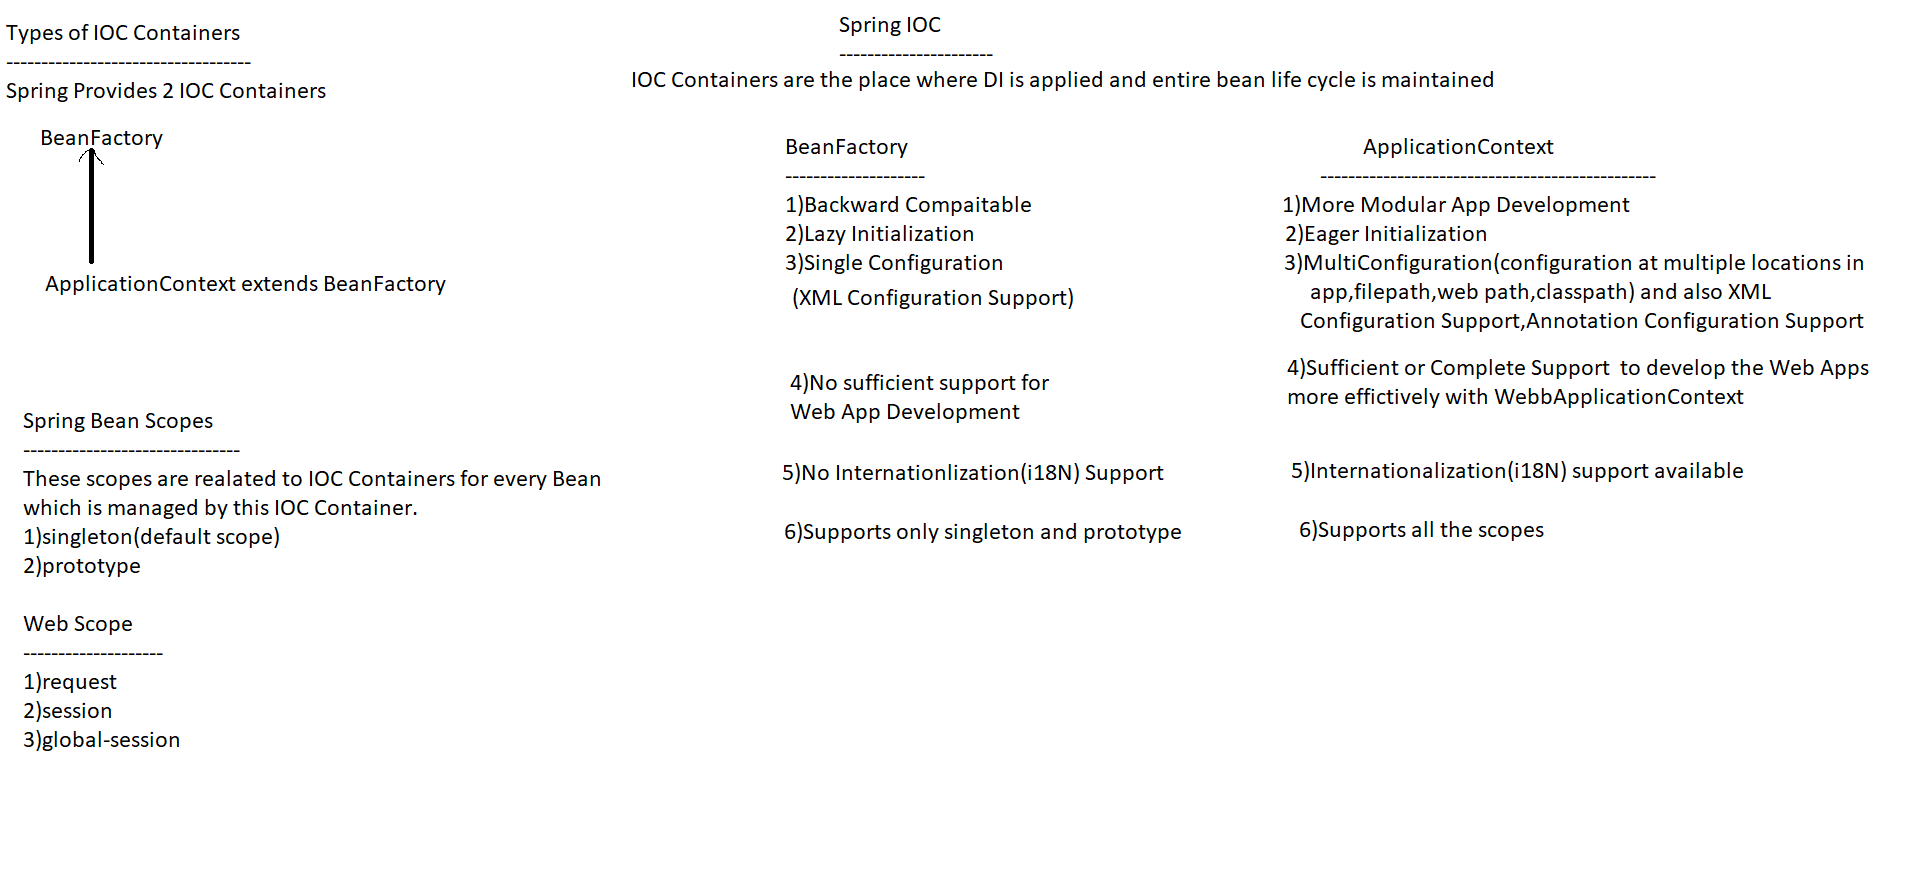 Types of IOC Containers
-----------------------------------
Spring Provides 2 IOC Containers
BeanFactory
ApplicationContext extends BeanFactory
Spring Bean Scopes
-------------------------------
These scopes are realated to IOC Containers for every Bean
which is managed by this IOC Container.
1)singleton(default scope)
2)prototype
Web Scope
--------------------
1)request
2)session
3)global-session
Spring IOC
----------------------
IOC Containers are the place where DI is applied and entire bean life cycle is maintained
BeanFactory
--------------------
1)Backward Compaitable
2)Lazy Initialization
3)Single Configuration
(XML Configuration Support)
4)No sufficient support for
Web App Development
5)No Internationlization(i18N) Support
6)Supports only singleton and prototype
ApplicationContext
------------------------------------------------
1)More Modular App Development
2)Eager Initialization
3)MultiConfiguration(configuration at multiple locations in
app,filepath,web path,classpath) and also XML
Configuration Support,Annotation Configuration Support
4)Sufficient or Complete Support  to develop the Web Apps
more effictively with WebbApplicationContext
5)Internationalization(i18N) support available
6)Supports all the scopes